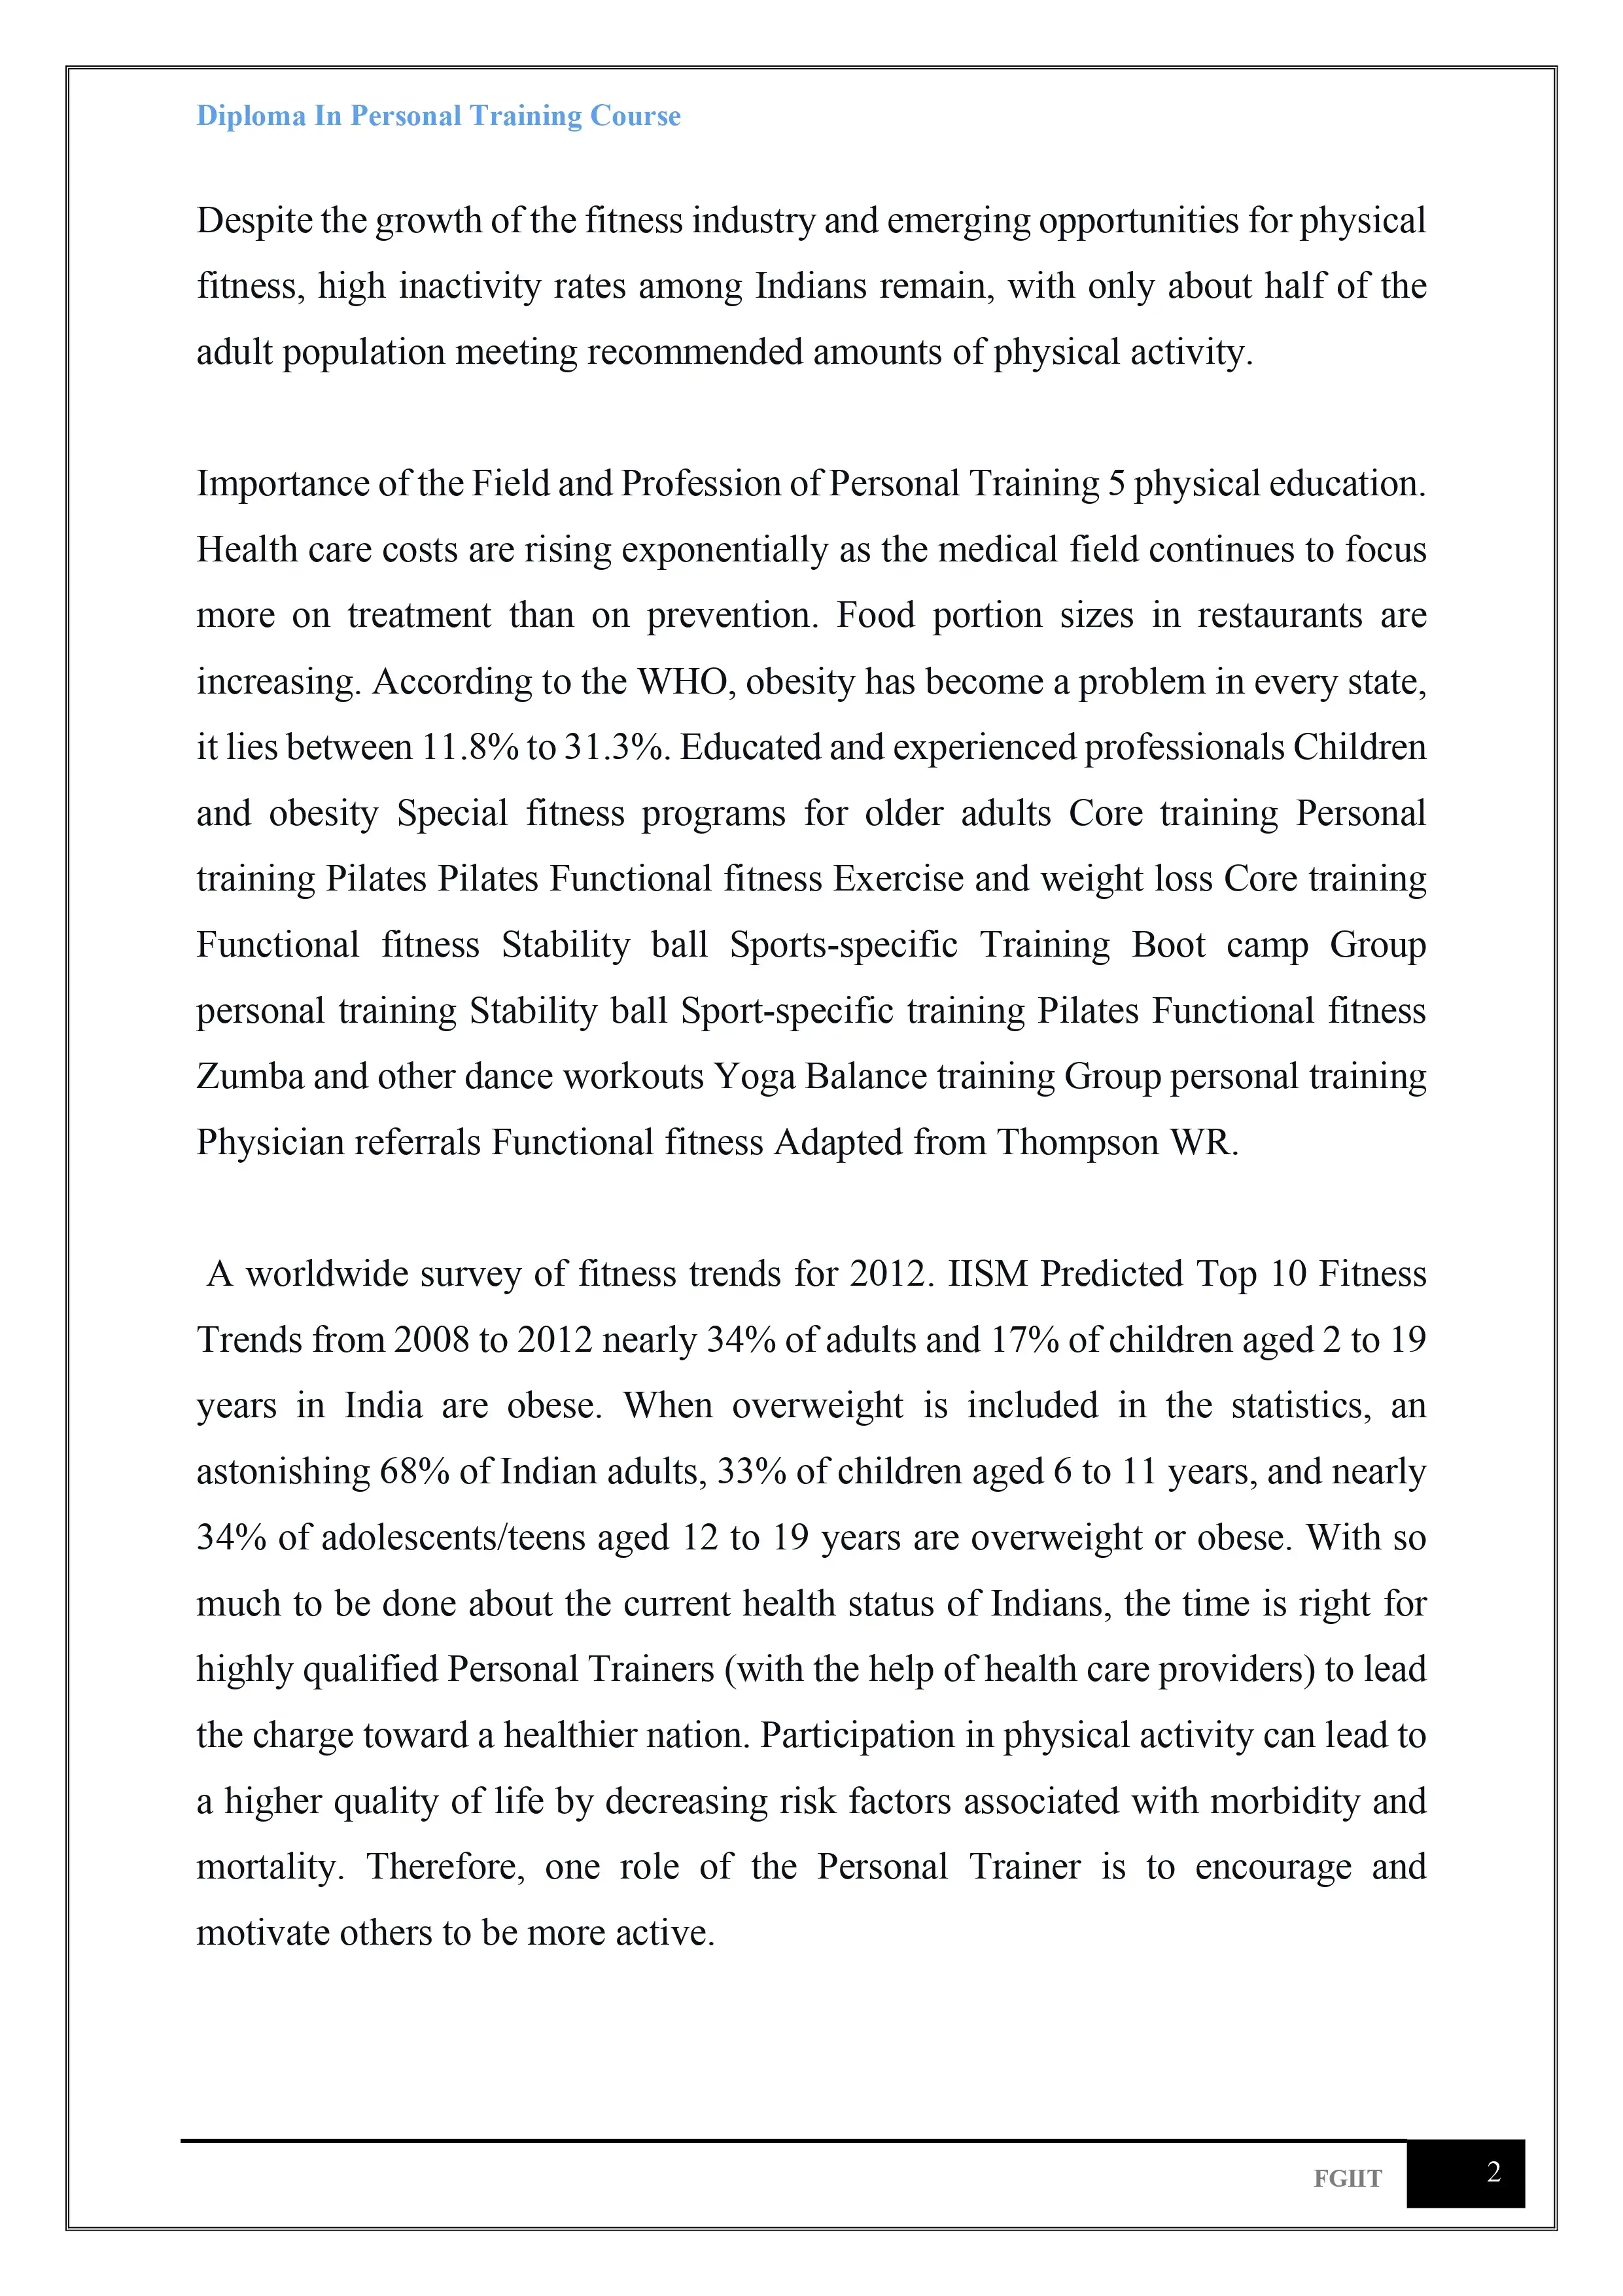 Diploma In Personal Training Course
Despite the growth of the fitness industry and emerging opportunities for physical
fitness, high inactivity rates among Indians remain, with only about half of the
adult population meeting recommended amounts of physical activity.
Importance of the Field and Profession of Personal Training 5 physical education.
Health care costs are rising exponentially as the medical field continues to focus
more on treatment than on prevention. Food portion sizes in restaurants are
increasing. According to the WHO, obesity has become a problem in every state,
it lies between 11.8% to 31.3%. Educated and experienced professionals Children
and obesity Special fitness programs for older adults Core training Personal
training Pilates Pilates Functional fitness Exercise and weight loss Core training
Functional fitness Stability ball Sports-specific Training Boot camp Group
personal training Stability ball Sport-specific training Pilates Functional fitness
Zumba and other dance workouts Yoga Balance training Group personal training
Physician referrals Functional fitness Adapted from Thompson WR.
A worldwide survey of fitness trends for 2012. IISM Predicted Top 10 Fitness
Trends from 2008 to 2012 nearly 34% of adults and 17% of children aged 2 to 19
years in India are obese. When overweight is included in the statistics, an
astonishing 68% of Indian adults, 33% of children aged 6 to 11 years, and nearly
34% of adolescents/teens aged 12 to 19 years are overweight or obese. With so
much to be done about the current health status of Indians, the time is right for
highly qualified Personal Trainers (with the help of health care providers) to lead
the charge toward a healthier nation. Participation in physical activity can lead to
a higher quality of life by decreasing risk factors associated with morbidity and
mortality. Therefore, one role of the Personal Trainer is to encourage and
motivate others to be more active.
FGIIT 2